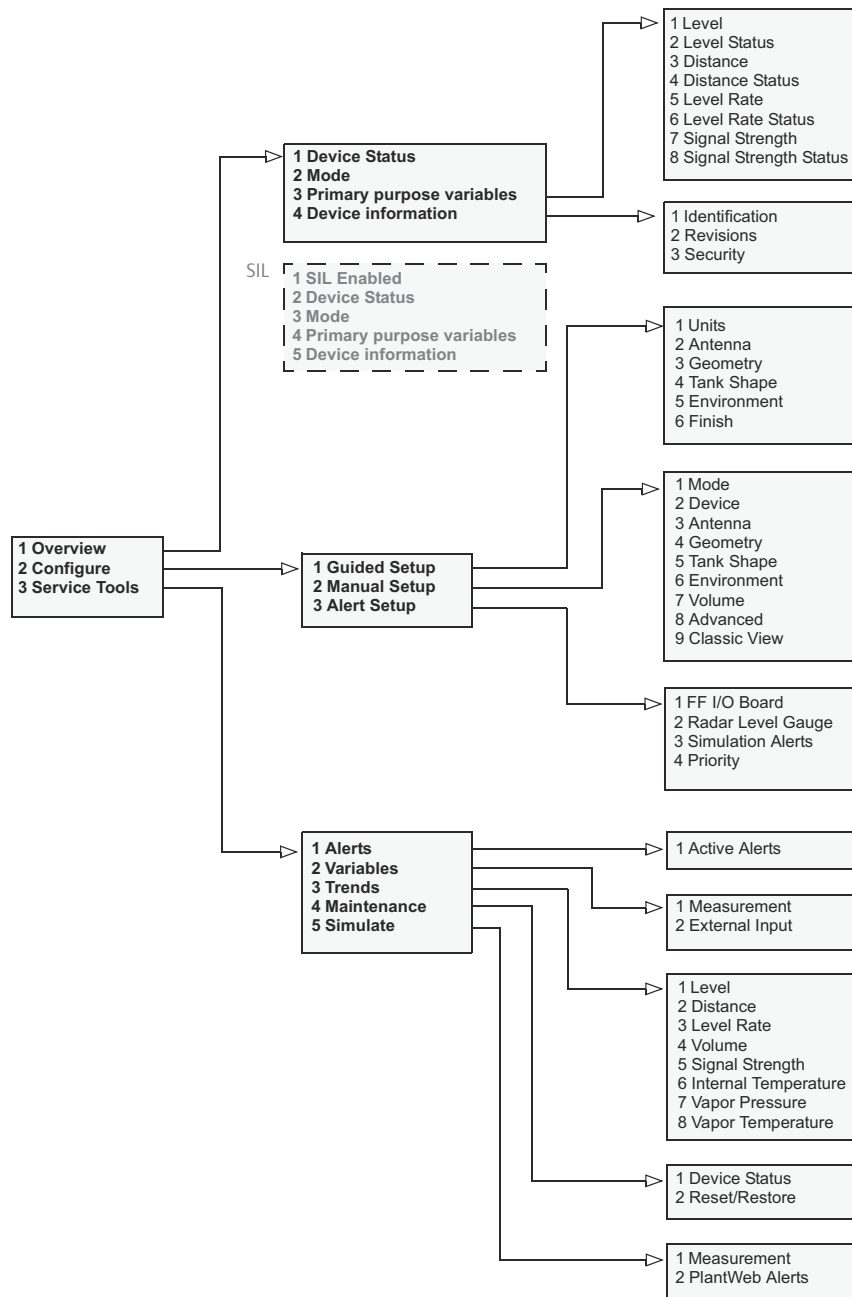 1 Overview
2 Configure
3 Service Tools
1 Device Status
2 Mode
3 Primary purpose variables
4 Device information
SIL
1 SIL Enabled
2 Device Status
3 Mode
4 Primary purpose variables
5 Device information
1 Guided Setup
2 Manual Setup
3 Alert Setup
1 Alerts
2 Variables
3 Trends
4 Maintenance
5 Simulate
1 Level
2 Level Status
3 Distance
4 Distance Status
5 Level Rate
6 Level Rate Status
7 Signal Strength
8 Signal Strength Status
1 Identification
2 Revisions
3 Security
1 Units
2 Antenna
3 Geometry
4 Tank Shape
5 Environment
6 Finish
1 Mode
2 Device
3 Antenna
4 Geometry
5 Tank Shape
6 Environment
7 Volume
8 Advanced
9 Classic View
1 FF I/O Board
2 Radar Level Gauge
3 Simulation Alerts
4 Priority
1 Active Alerts
1 Measurement
2 External Input
1 Level
2 Distance
3 Level Rate
4 Volume
5 Signal Strength
6 Internal Temperature
7 Vapor Pressure
8 Vapor Temperature
1 Device Status
2 Reset/Restore
1 Measurement
2 PlantWeb Alerts